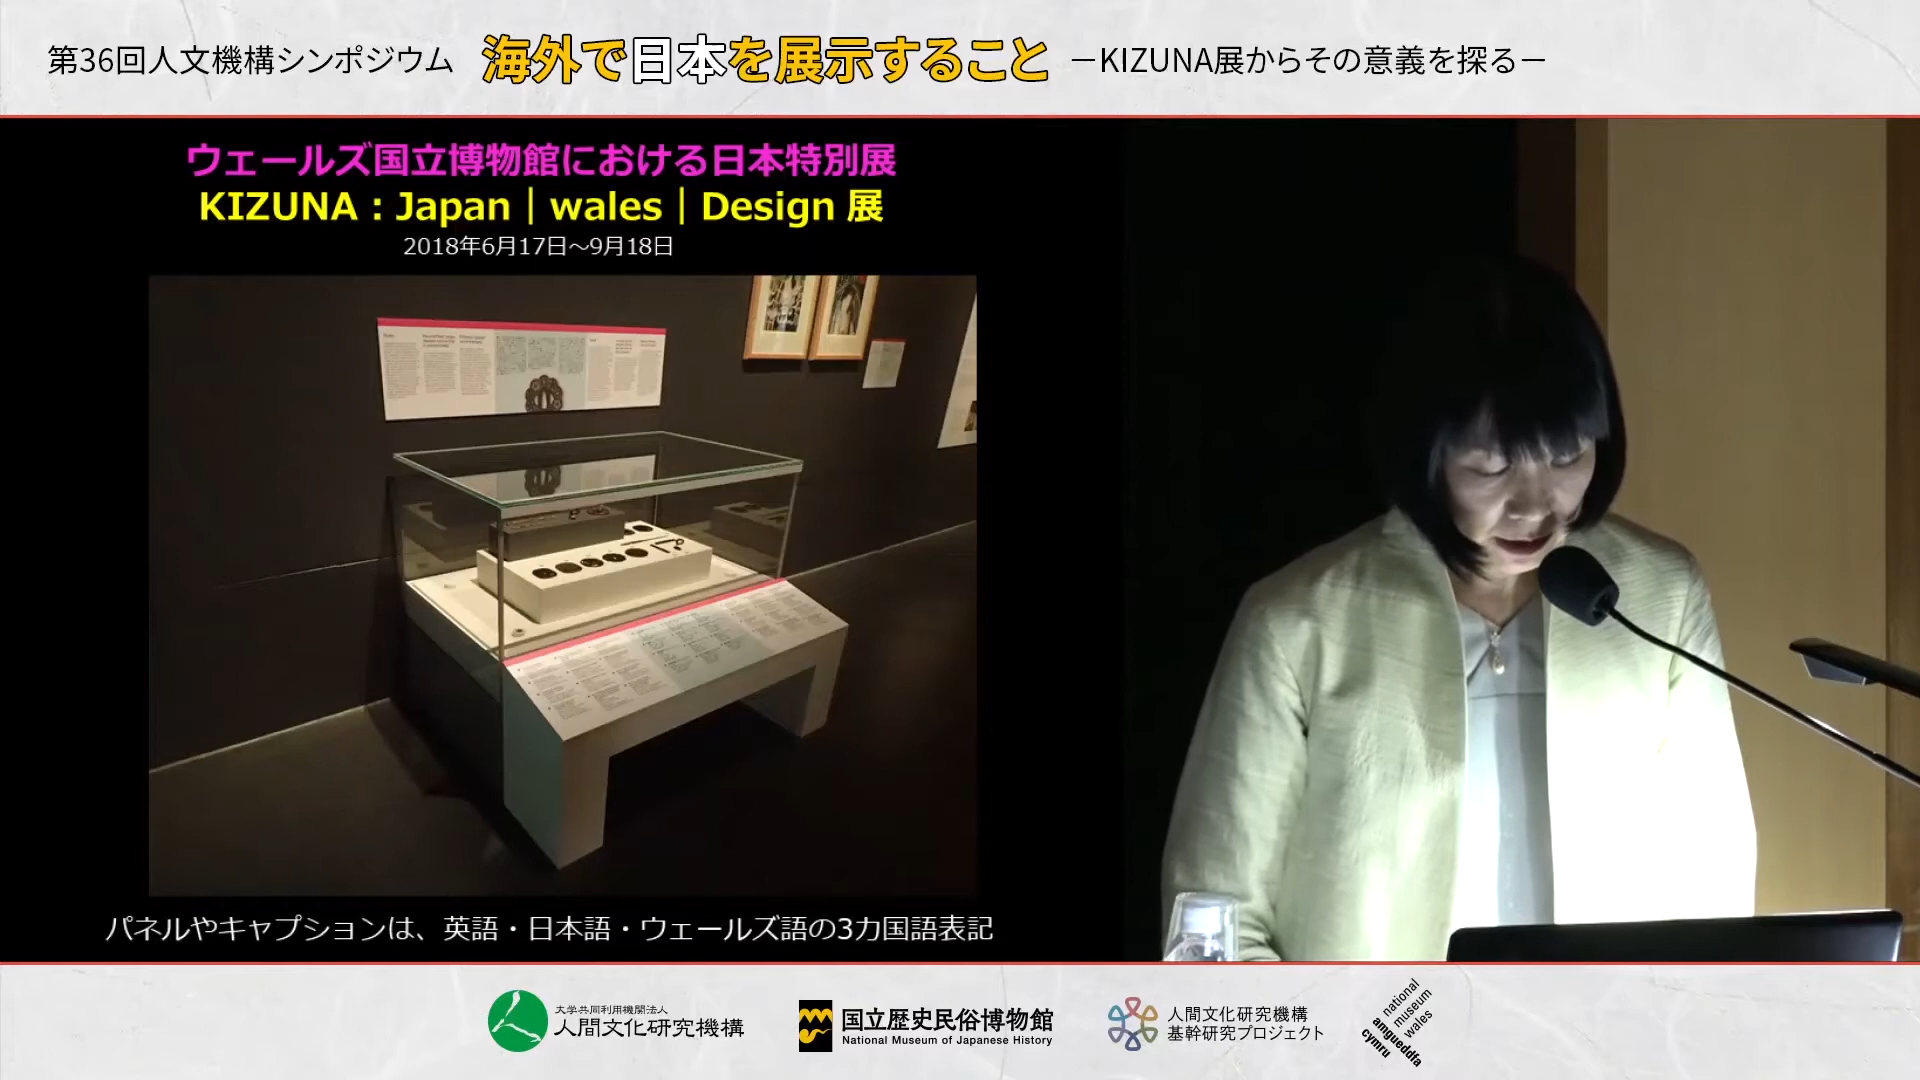 第36回人文機構シンポジウム 海外で日本を展示すること －KIZUNA展からその意義を探る－
ウェールズ国立博物館における日本特別展
KIZUNA：Japan｜wales｜Design 展
2018年6月17日～9月18日
パネルやキャプションは、英語・日本語・ウェールズ語の3カ国語表記
大学共同利用機関法人
人間文化研究機構
国立歴史民俗博物館
National Museum of Japanese History
人間文化研究機構
基幹研究プロジェクト
national
museum
wales
amgueddfa
cymru